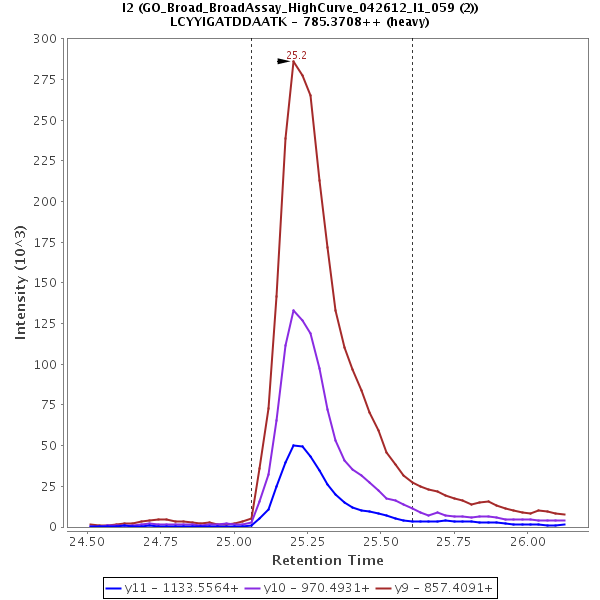 I2 (GO_Broad_BroadAssay_HighCurve_042612_I1_059 (2))
LCYYIGATDDAATK - 785.3708++ (heavy)
300
275
250
225
200
175
150
125
100
75
50
25
0
Intensity (10^3)
25.2
24.50 24.75 25.00 25.25 25.50 25.75 26.00
Retention Time
y11 - 1133.5564+ y10 - 970.4931+ y9 - 857.4091+